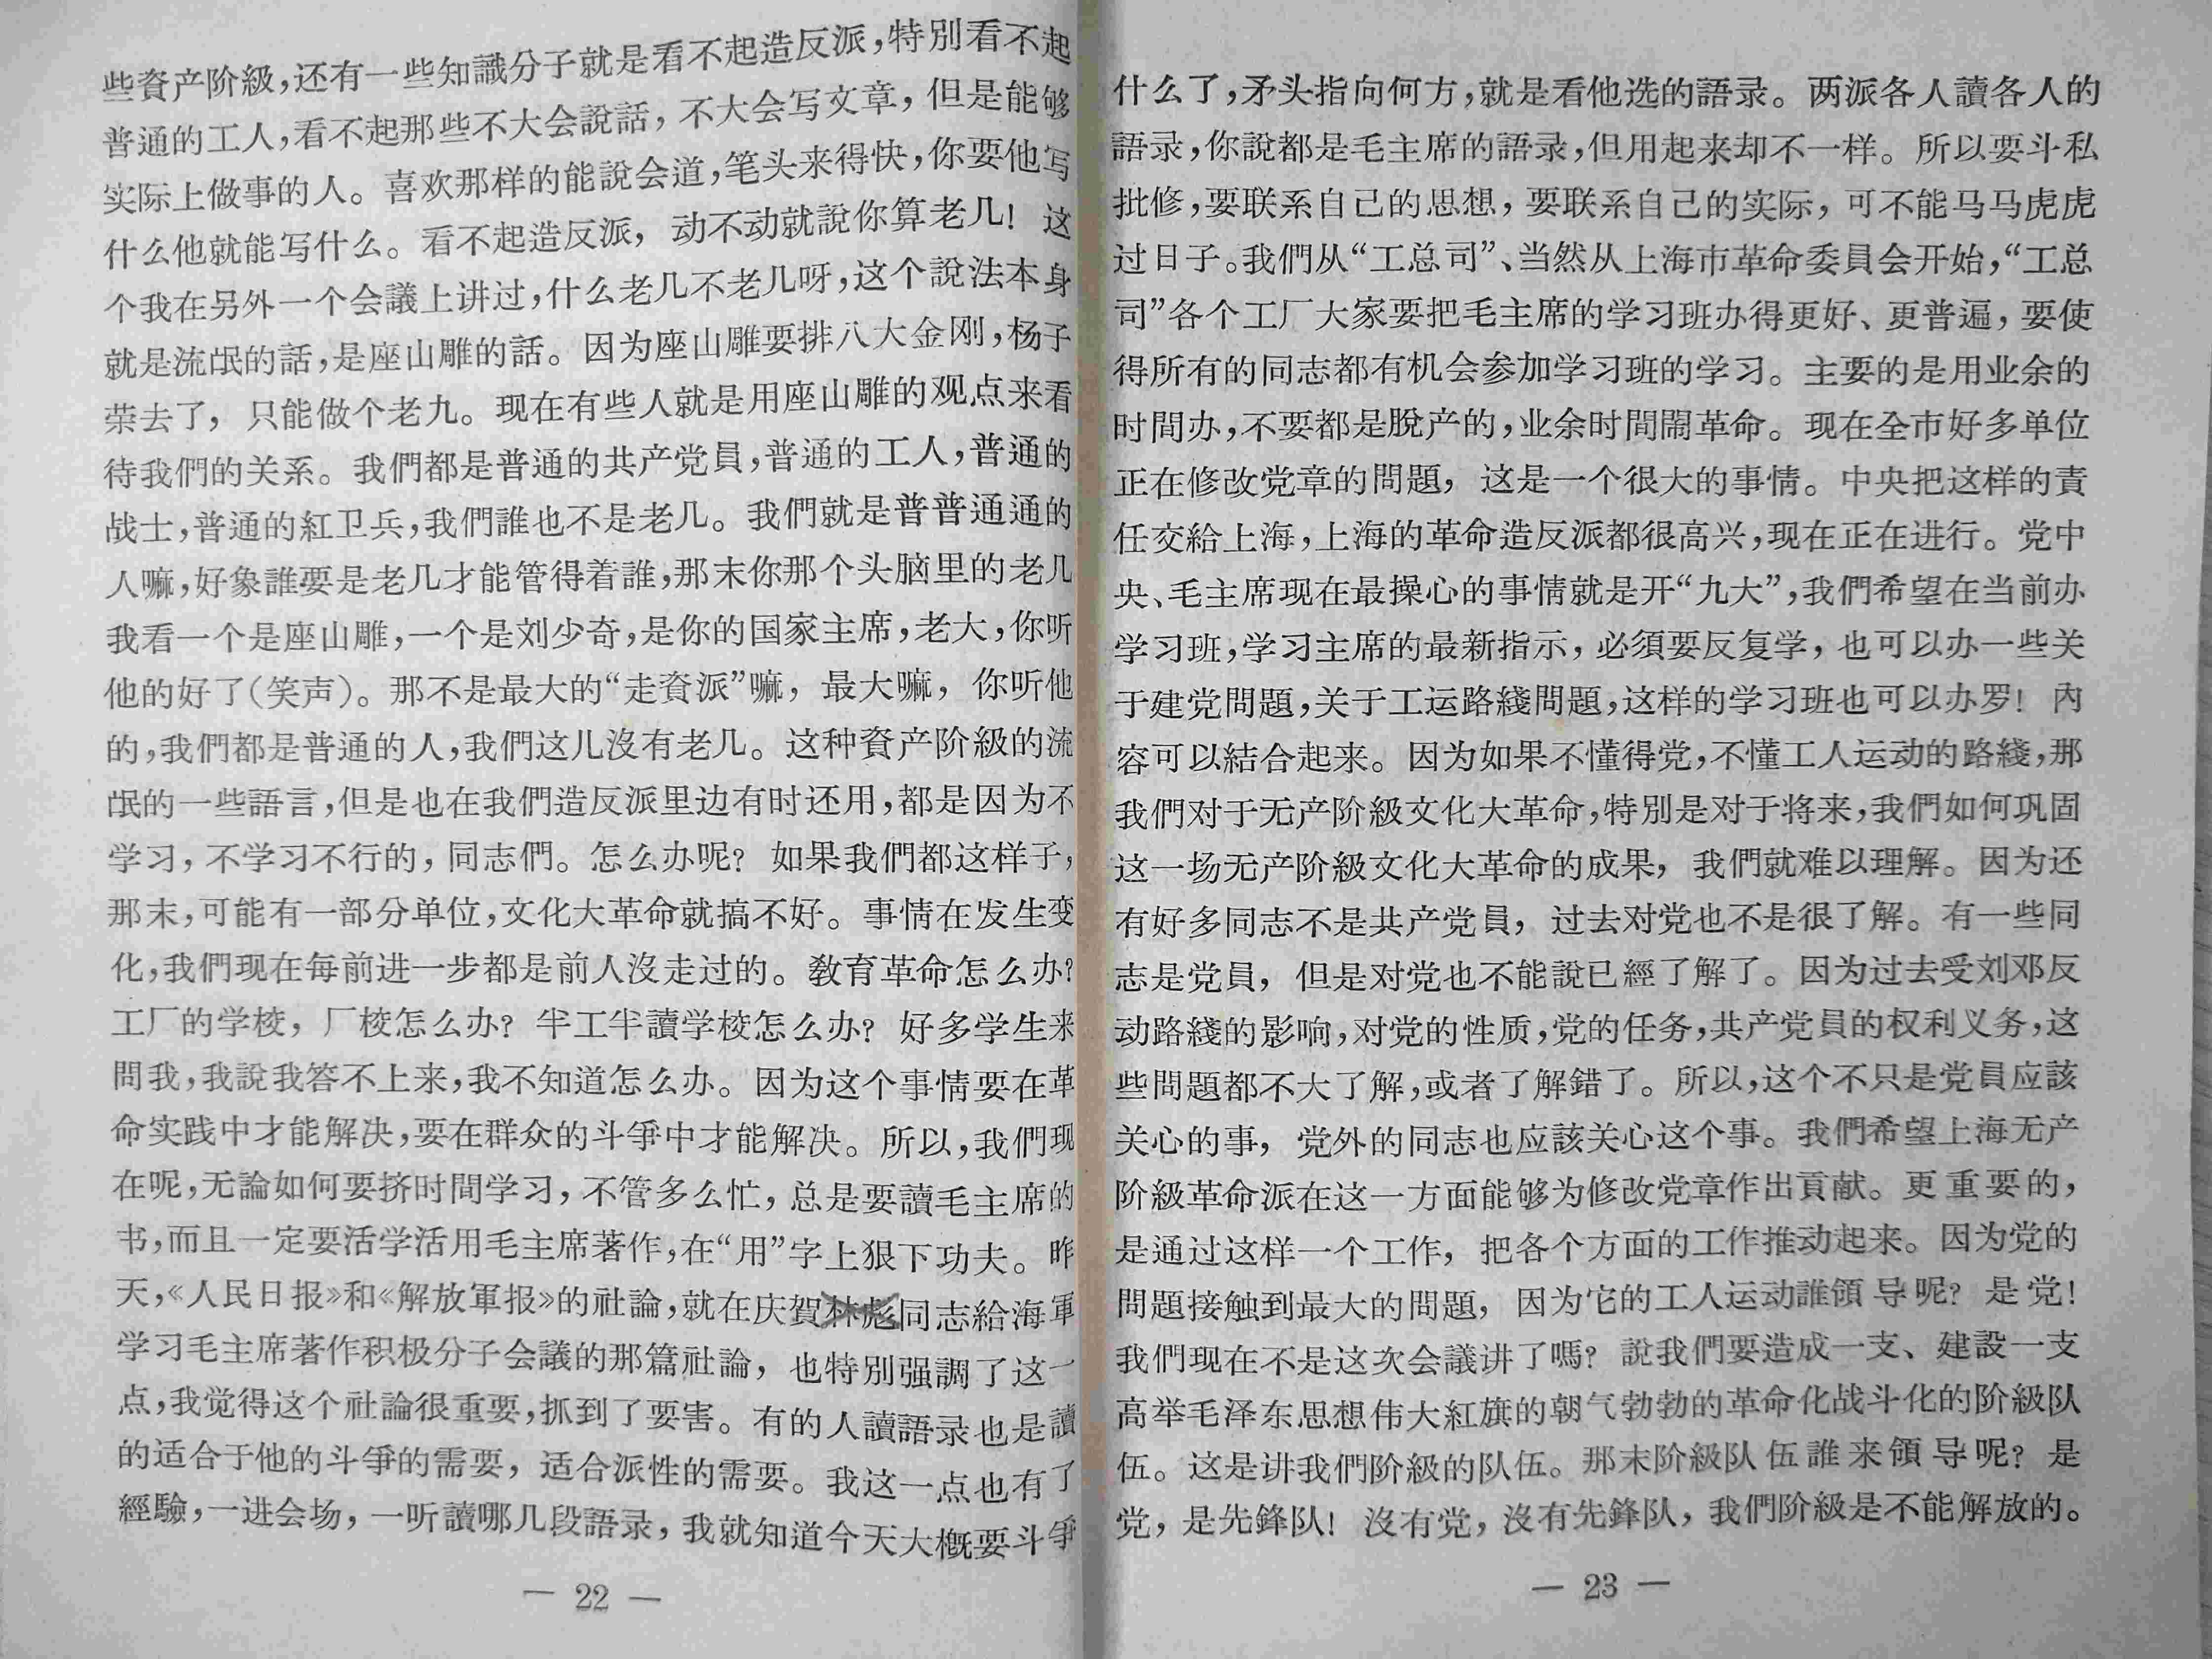 些資产阶級,还有一些知識分子就是看不起造反派,特別看不起
普通的工人,看不起那些不大会說話，不大会写文章，但是能够
实际上做事的人。喜欢那样的能說会道,笔头来得快,你要他写
什么他就能写什么。看不起造反派，动不动就說你算老几！这
个我在另外一个会議上讲过,什么老几不老几呀,这个說法本身
就是流氓的話,是座山雕的話。因为座山雕要排八大金刚,杨子
荣去了，只能做个老九。现在有些人就是用座山雕的观点来看
待我們的关系。我們都是普通的共产党員,普通的工人,普通的
战士,普通的紅卫兵,我們誰也不是老几。我們就是普普通通的
人嘛,好象誰要是老几才能管得着誰,那末你那个头脑里的老几
我看一个是座山雕,一个是刘少奇,是你的国家主席,老大,你听
他的好了(笑声)。那不是最大的“走資派”嘛，最大嘛，你听他
的,我們都是普通的人,我們这儿沒有老几。这种資产阶級的流
氓的一些語言,但是也在我們造反派里边有时还用,都是因为不
学习，不学习不行的，同志們。怎么办呢？如果我們都这样子,
那末,可能有一部分单位,文化大革命就搞不好。事情在发生变
化,我們现在每前进一步都是前人沒走过的。敎育革命怎么办?
工厂的学校，厂校怎么办？半工半讀学校怎么办？好多学生来
問我,我說我答不上来,我不知道怎么办。因为这个事情要在革
命实践中才能解决,要在群众的斗爭中才能解决。所以,我們现
在呢,无論如何要挤时間学习，不管多么忙，总是要讀毛主席的
书,而且一定要活学活用毛主席著作,在“用”字上狠下功夫。昨
天,《人民日报》和《解放軍报》的社論,就在庆賀林彪同志給海軍
学习毛主席著作积极分子会議的那篇社論，也特別强調了这一
点,我觉得这个社論很重要,抓到了要害。有的人讀語录也是讀
的适合于他的斗爭的需要，适合派性的需要。我这一点也有了
經驗,一进会场，一听讀哪几段語录，我就知道今天大概要斗爭
— 22 —
什么了,矛头指向何方,就是看他选的語录。两派各人讀各人的
語录,你說都是毛主席的語录,但用起来却不一样。所以要斗私
批修,要联系自己的思想，要联系自己的实际，可不能马马虎虎
过日子。我們从“工总司”、当然从上海市革命委員会开始,“工总
司”各个工厂大家要把毛主席的学习班办得更好、更普遍，要使
得所有的同志都有机会参加学习班的学习。主要的是用业余的
时間办,不要都是脫产的,业余时間鬧革命。现在全市好多单位
正在修改党章的問題，这是一个很大的事情。中央把这样的責
任交給上海,上海的革命造反派都很高兴,现在正在进行。党中
央、毛主席现在最操心的事情就是开“九大”,我們希望在当前办
学习班,学习主席的最新指示，必須要反复学，也可以办一些关
于建党問題,关于工运路綫問題,这样的学习班也可以办罗！內
容可以結合起来。因为如果不懂得党,不懂工人运动的路綫,那
我們对于无产阶級文化大革命,特別是对于将来,我們如何巩固
这一场无产阶級文化大革命的成果，我們就难以理解。因为还
有好多同志不是共产党員，过去对党也不是很了解。有一些同
志是党員，但是对党也不能說已經了解了。因为过去受刘邓反
动路綫的影响,对党的性质,党的任务,共产党員的权利义务,这
些問題都不大了解,或者了解錯了。所以,这个不只是党員应該
关心的事，党外的同志也应該关心这个事。我們希望上海无产
阶級革命派在这一方面能够为修改党章作出貢献。更重要的，
是通过这样一个工作，把各个方面的工作推动起来。因为党的
問題接触到最大的問題，因为它的工人运动誰領导呢？是党！
我們现在不是这次会議讲了嗎？說我們要造成一支、建設一支
高举毛泽东思想伟大紅旗的朝气勃勃的革命化战斗化的阶級队
伍。这是讲我們阶級的队伍。那末阶級队伍誰来領导呢？是
党，是先鋒队！沒有党，沒有先鋒队，我們阶級是不能解放的。
— 23 —